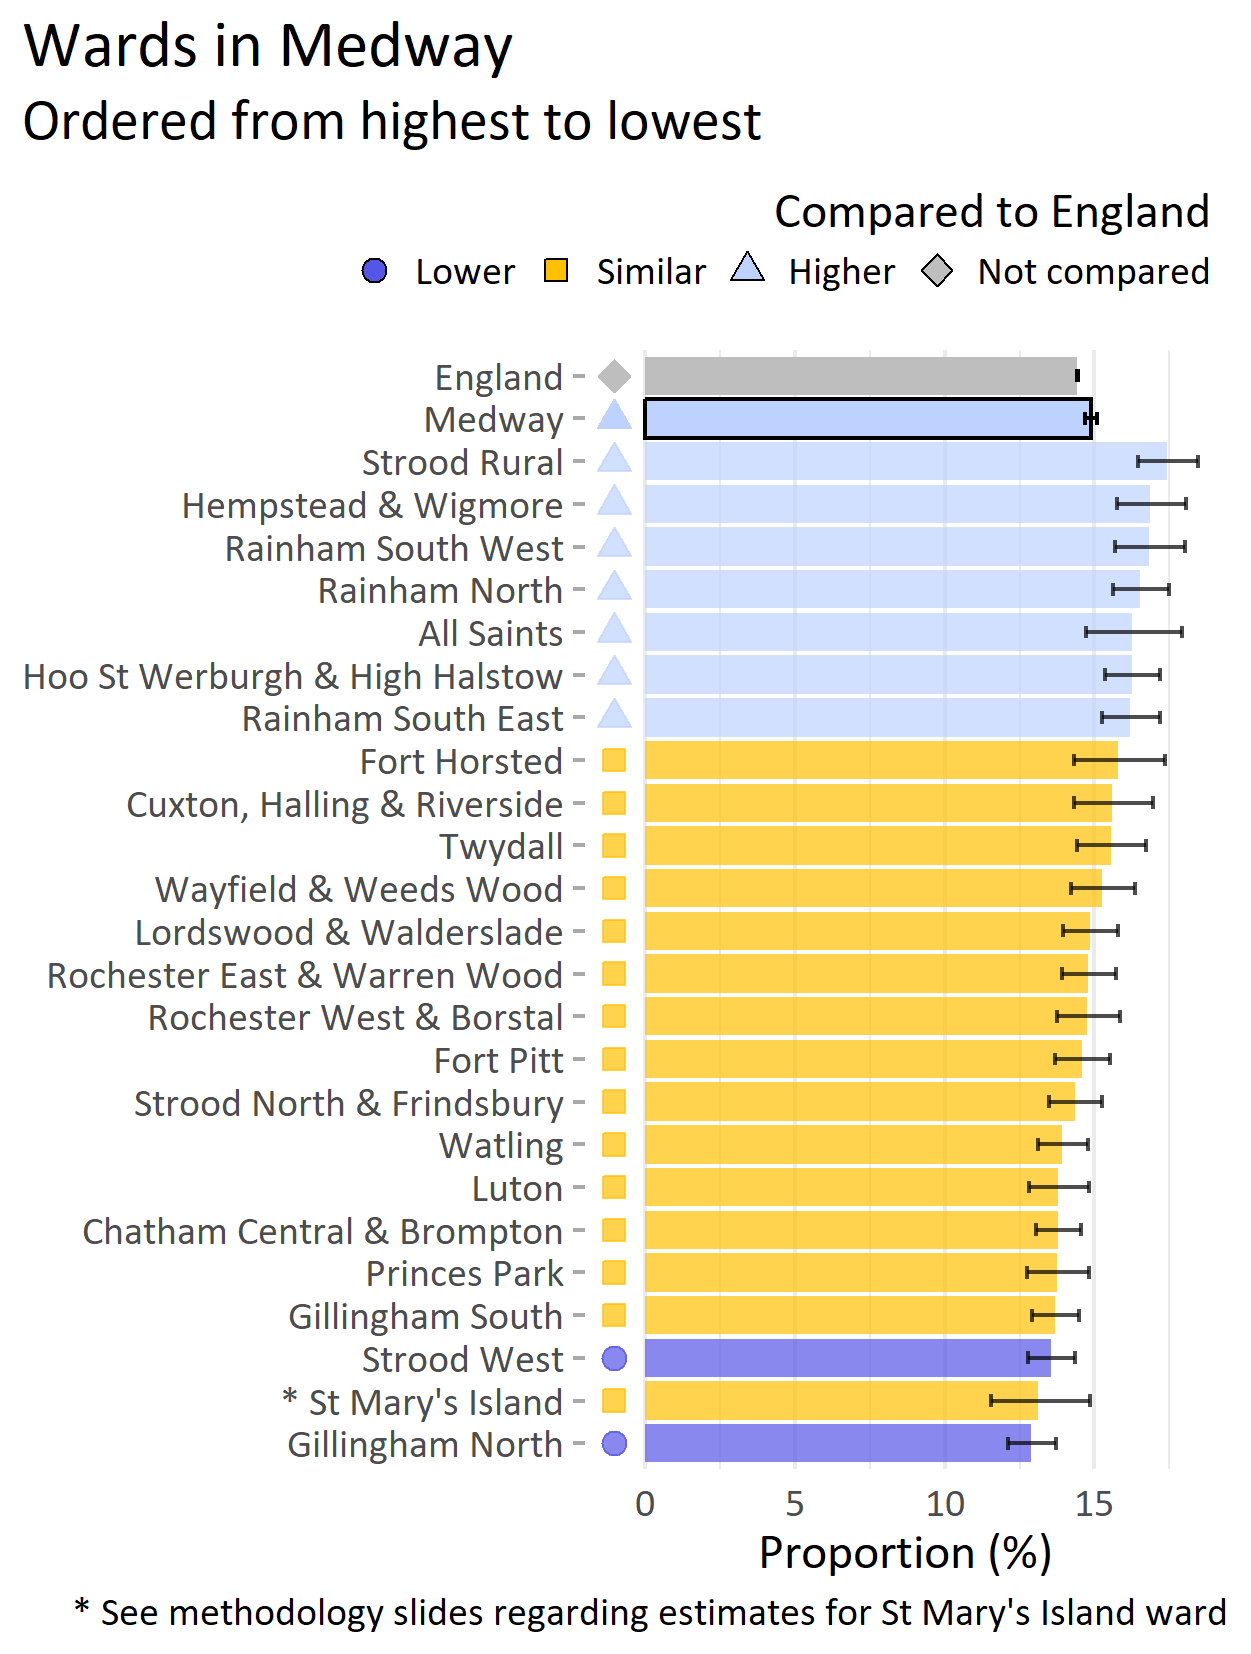 Wards in Medway
Ordered from highest to lowest
Compared to England
Lower Similar Higher Not compared
England
Medway
Strood Rural
Hempstead & Wigmore
Rainham South West
Rainham North
All Saints
Hoo St Werburgh & High Halstow
Rainham South East
Fort Horsted
Cuxton, Halling & Riverside
Twydall
Wayfield & Weeds Wood
Lordswood & Walderslade
Rochester East & Warren Wood
Rochester West & Borstal
Fort Pitt
Strood North & Frindsbury
Watling
Luton
Chatham Central & Brompton
Princes Park
Gillingham South
Strood West
* St Mary's Island
Gillingham North
0 5 10 15
Proportion (%)
* See methodology slides regarding estimates for St Mary's Island ward